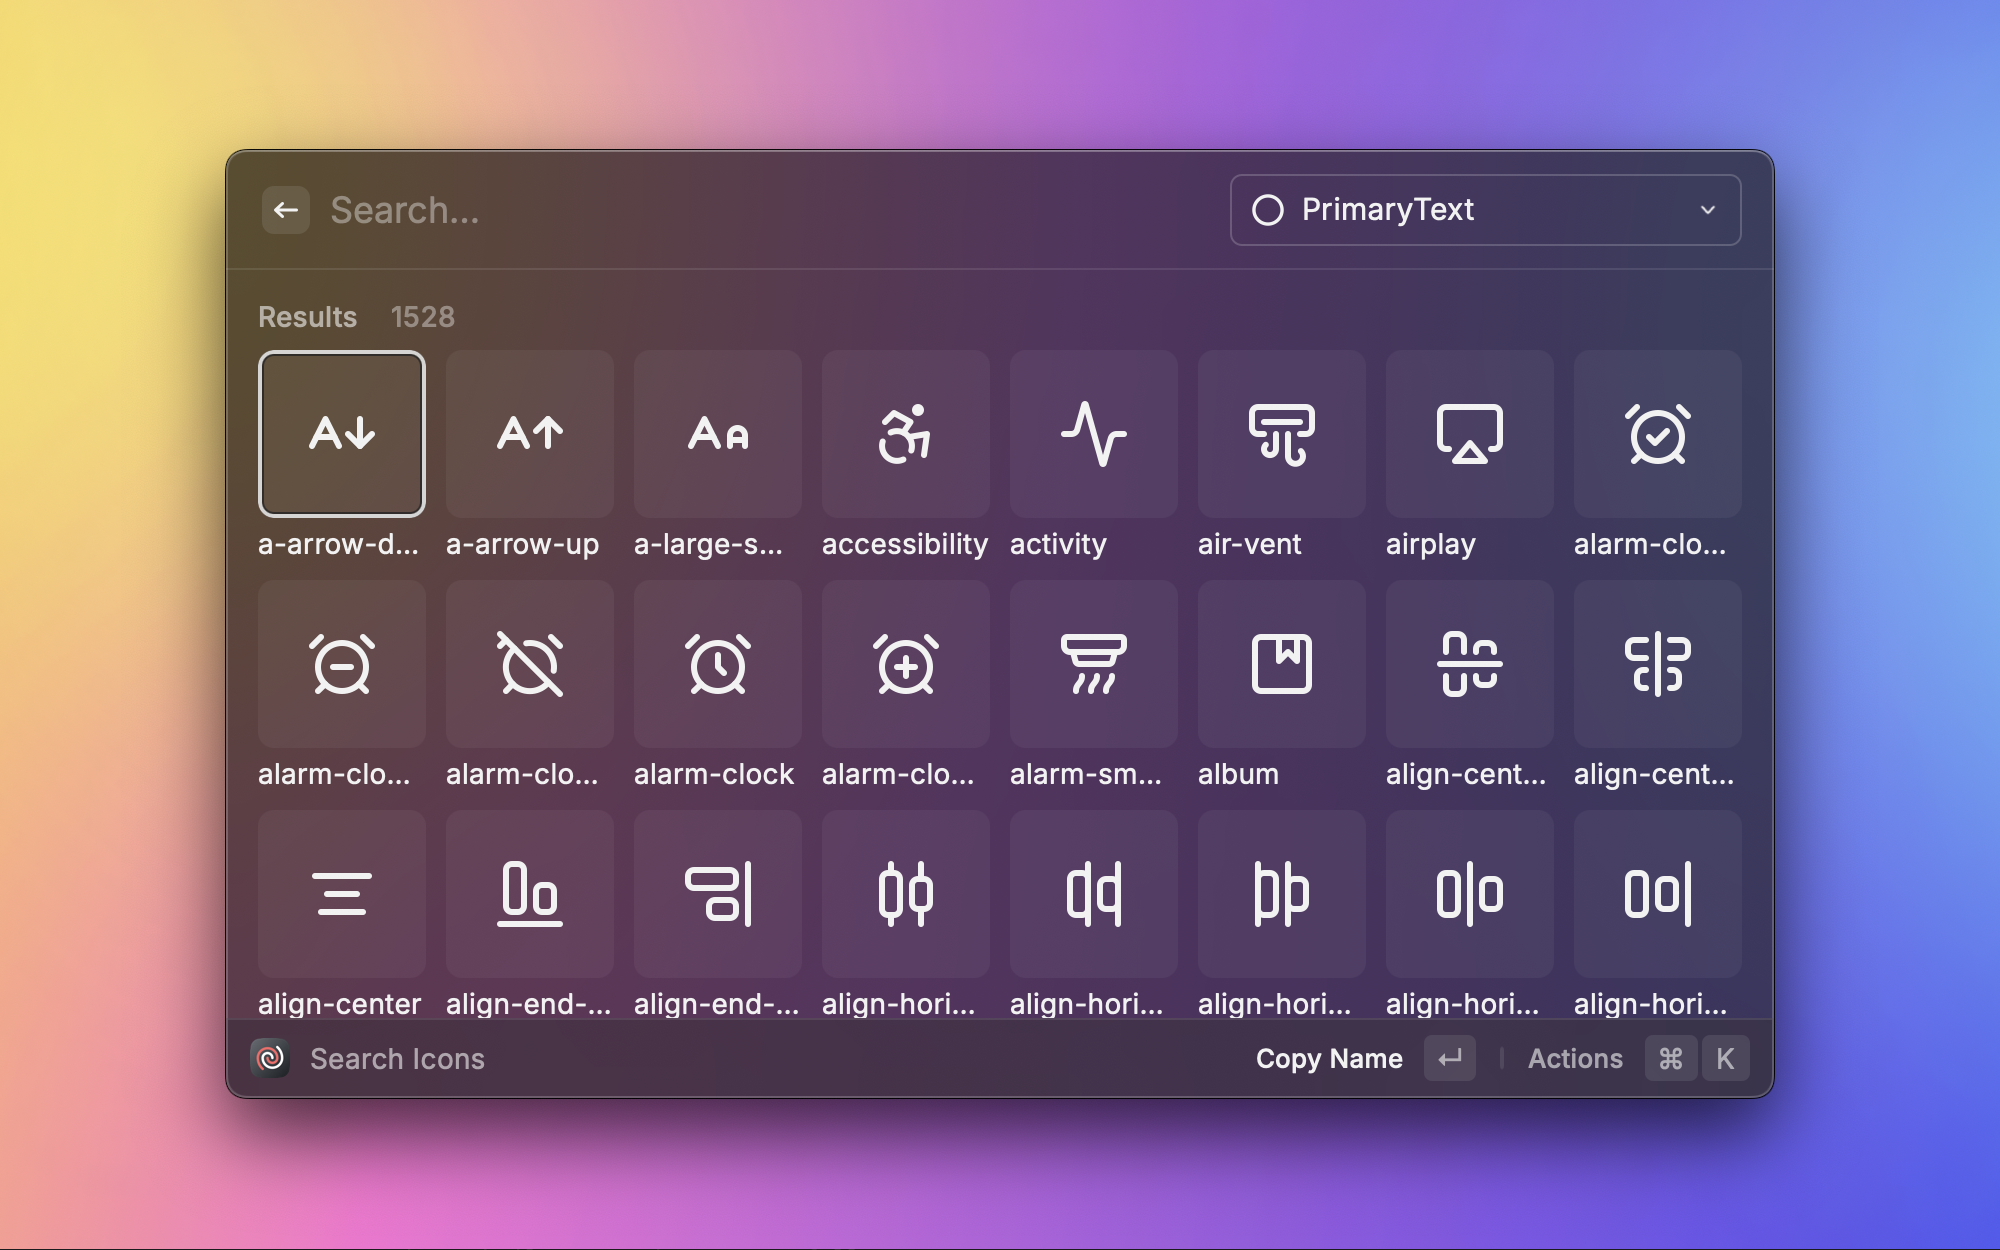 Search...
PrimaryText
Results 1528
a-arrow-d... a-arrow-up a-large-s... accessibility activity air-vent airplay alarm-clo...
alarm-clo... alarm-clo... alarm-clock alarm-clo... alarm-sm... album align-cent... align-cent...
align-center align-end-... align-end-... align-hori... align-hori... align-hori... align-hori... align-hori...
Search Icons Copy Name ↵ Actions ⌘ K